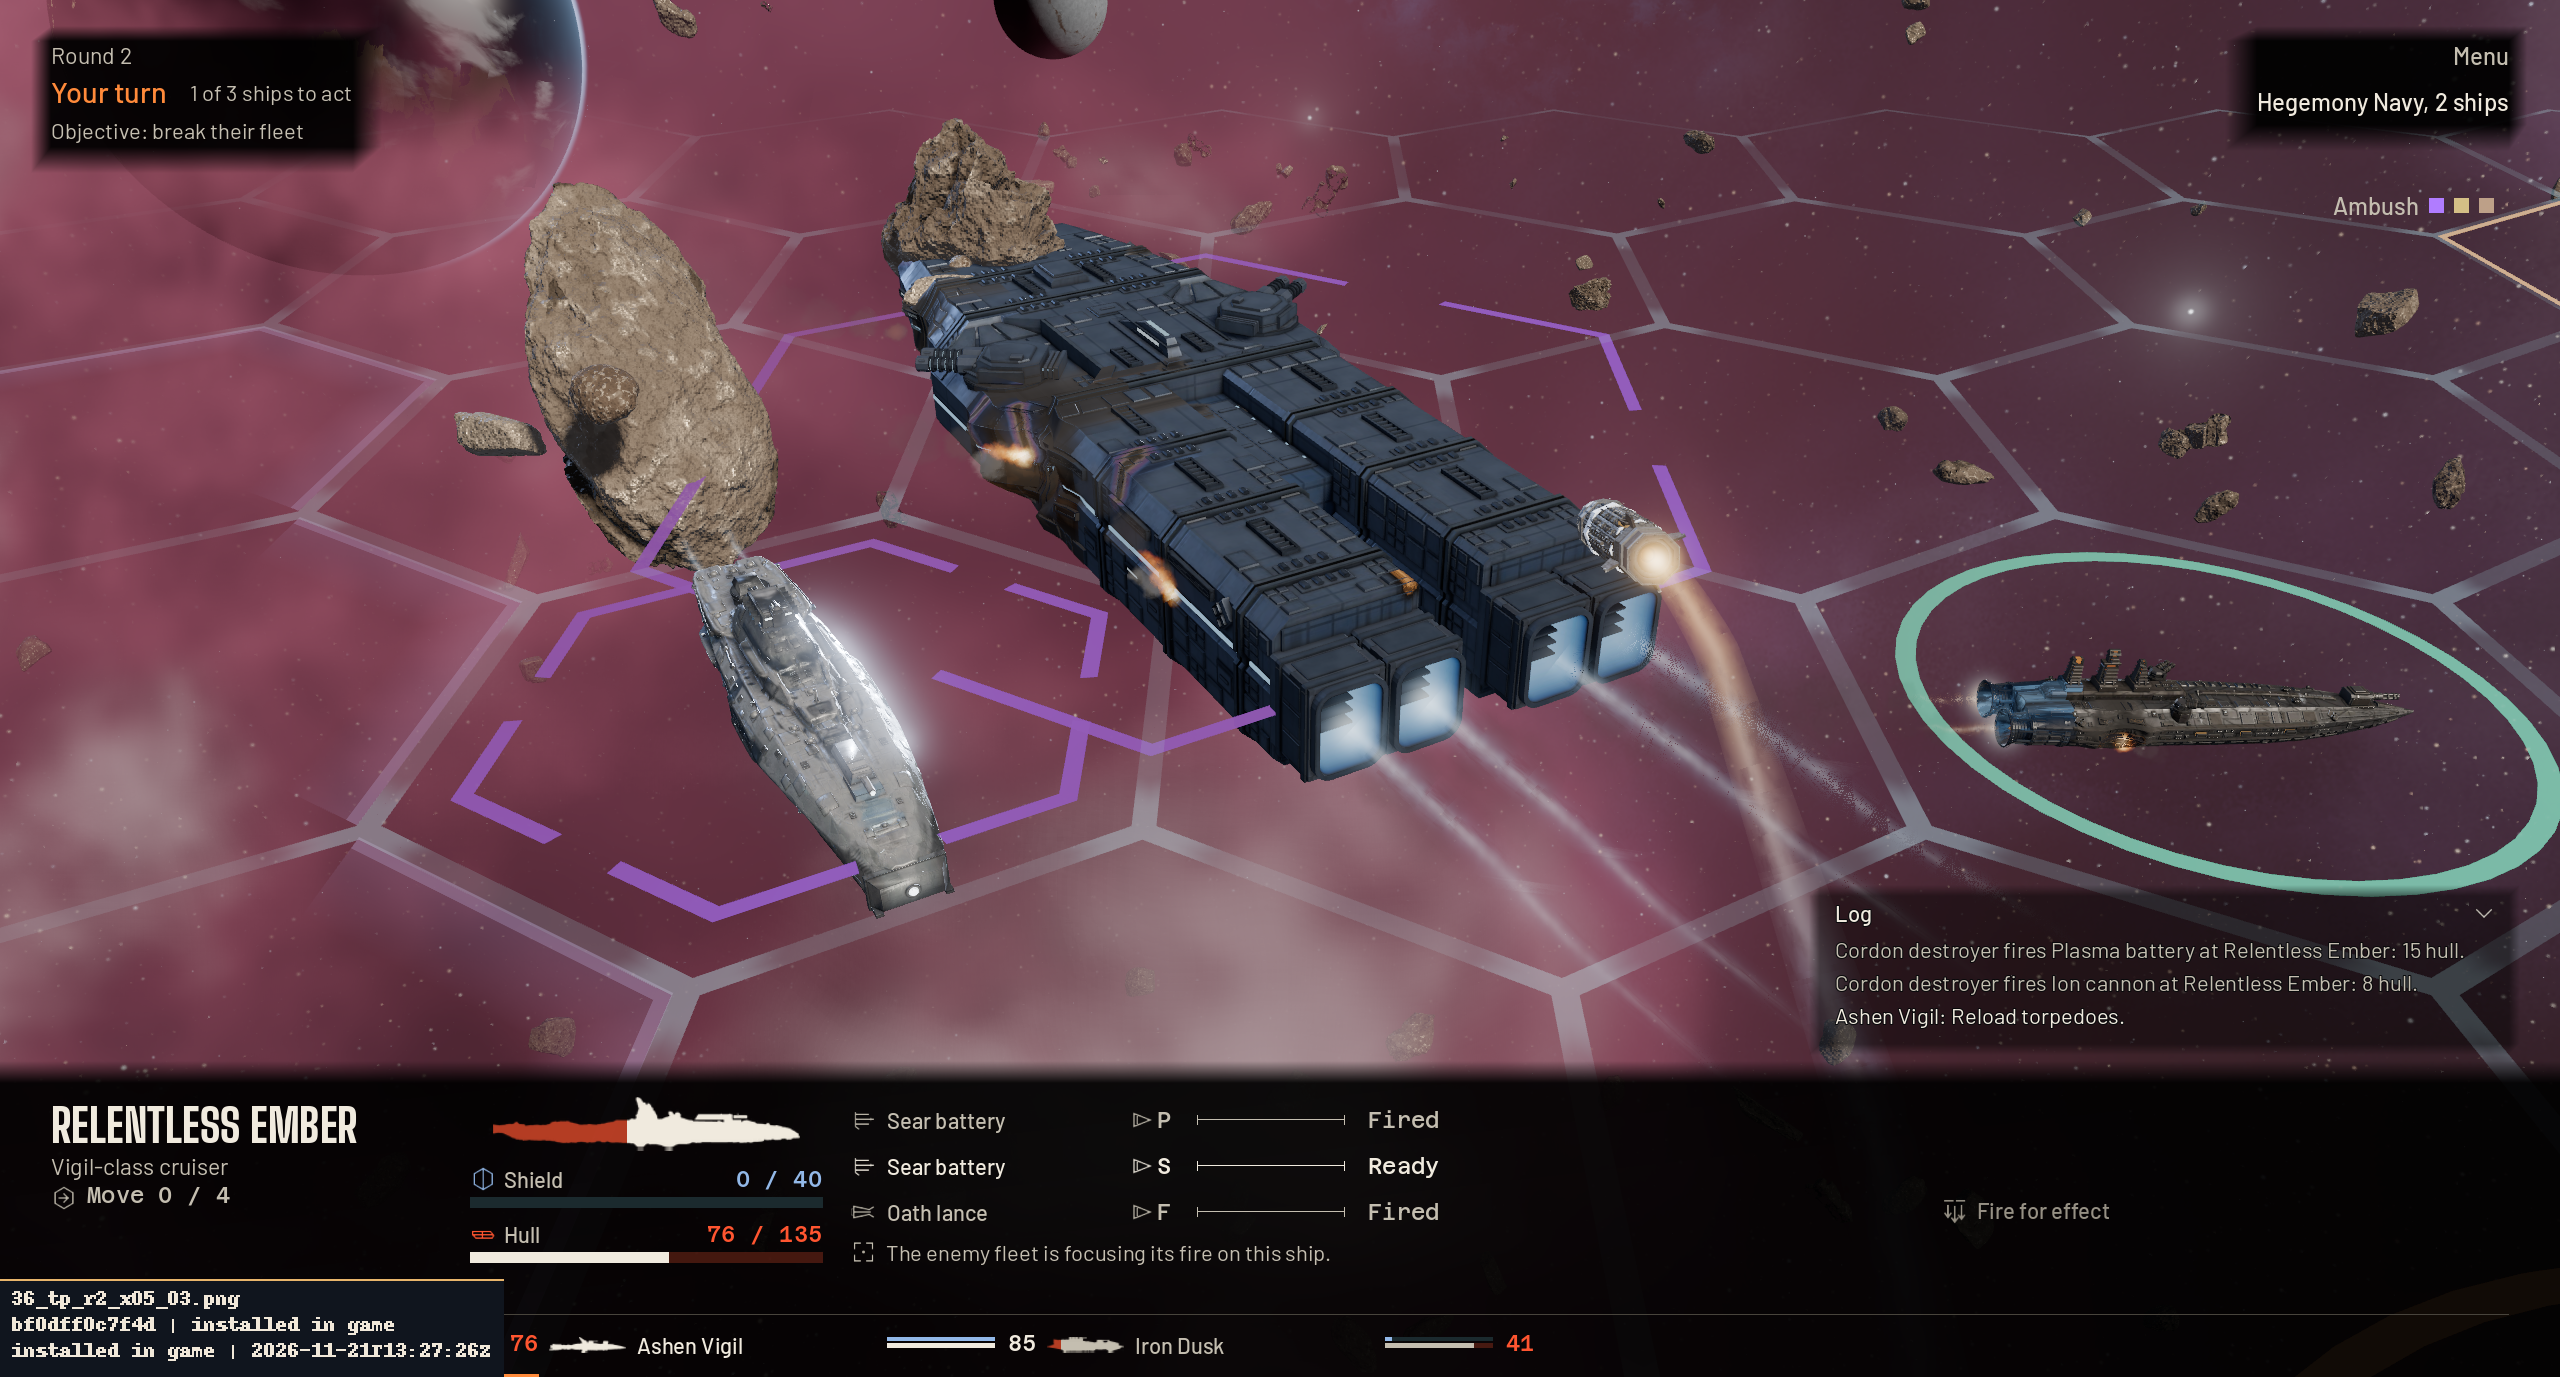 Round 2
Your turn 1 of 3 ships to act
Objective: break their fleet
Menu
Hegemony Navy, 2 ships
Ambush
Log
Cordon destroyer fires Plasma battery at Relentless Ember: 15 hull.
Cordon destroyer fires Ion cannon at Relentless Ember: 8 hull.
Ashen Vigil: Reload torpedoes.
RELENTLESS EMBER
Vigil-class cruiser
Move 0 / 4
Shield 0 / 40
Hull 76 / 135
Sear battery P Fired
Sear battery S Ready
Oath lance F Fired
The enemy fleet is focusing its fire on this ship.
Fire for effect
36_tp_r2_x05_03.png
bf0dff0c7f4d | installed in game
installed in game | 2026-11-21r13:27:26z
76 Ashen Vigil 85 Iron Dusk 41